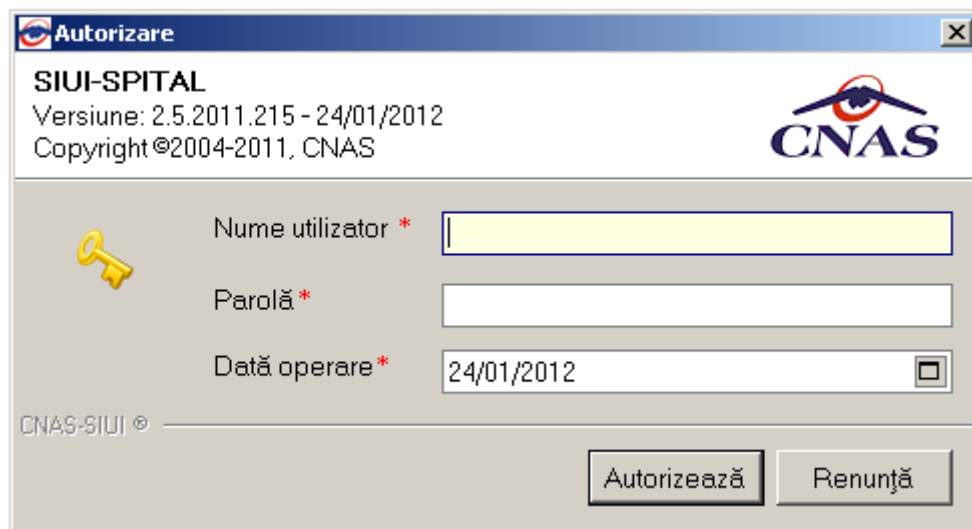 Autorizare
SIUI-SPITAL
Versiune: 2.5.2011.215 - 24/01/2012
Copyright ©2004-2011, CNAS
CNAS
Nume utilizator *
Parolă *
Dată operare *
24/01/2012
CNAS-SIUI ®
Autorizează
Renunţă